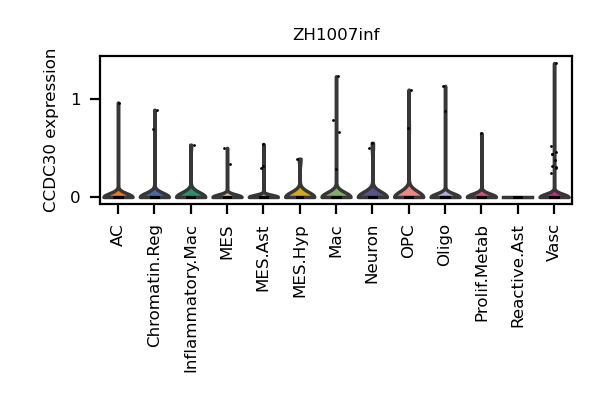 ZH1007inf
CCDC30 expression
1
0
AC
Chromatin.Reg
Inflammatory.Mac
MES
MES.Ast
MES.Hyp
Mac
Neuron
OPC
Oligo
Prolif.Metab
Reactive.Ast
Vasc